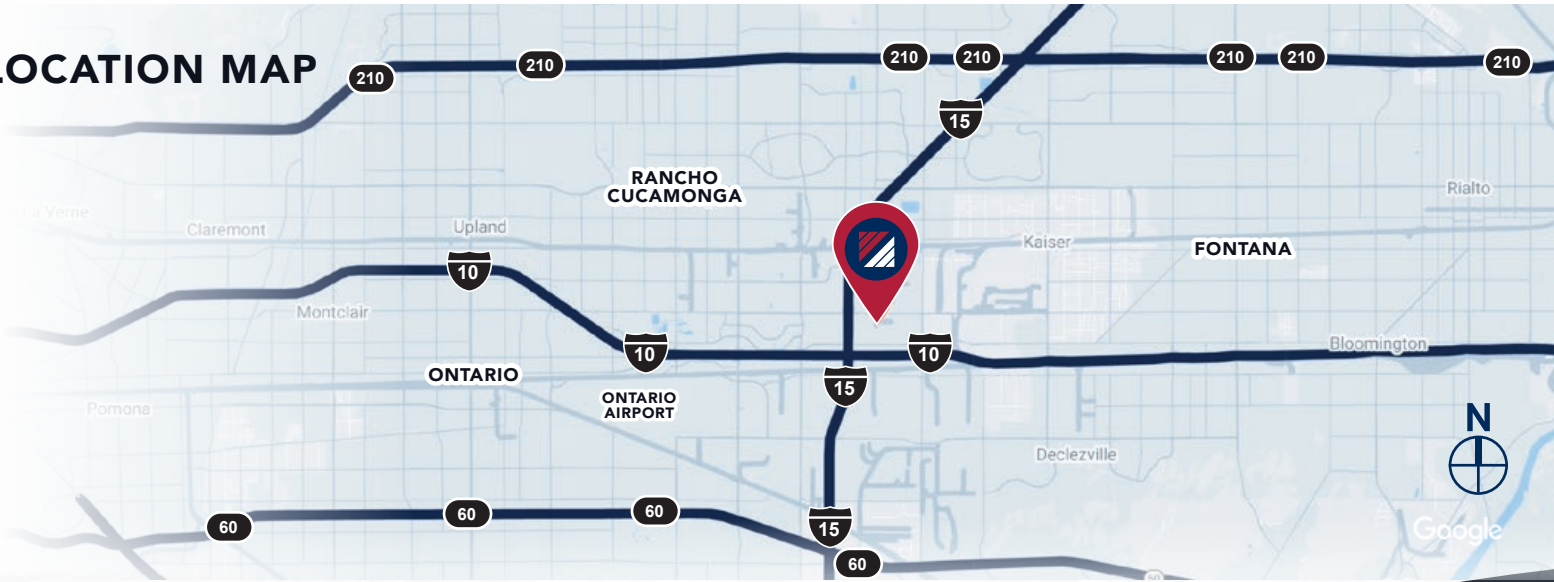 LOCATION MAP
210
210
210
210
210
210
210
15
RANCHO
CUCAMONGA
Rialto
La Verne
Claremont
Upland
Kaiser
FONTANA
10
Montclair
10
10
Bloomington
15
ONTARIO
ONTARIO
AIRPORT
Pomona
N
Declezville
60
60
60
15
Google
60
60